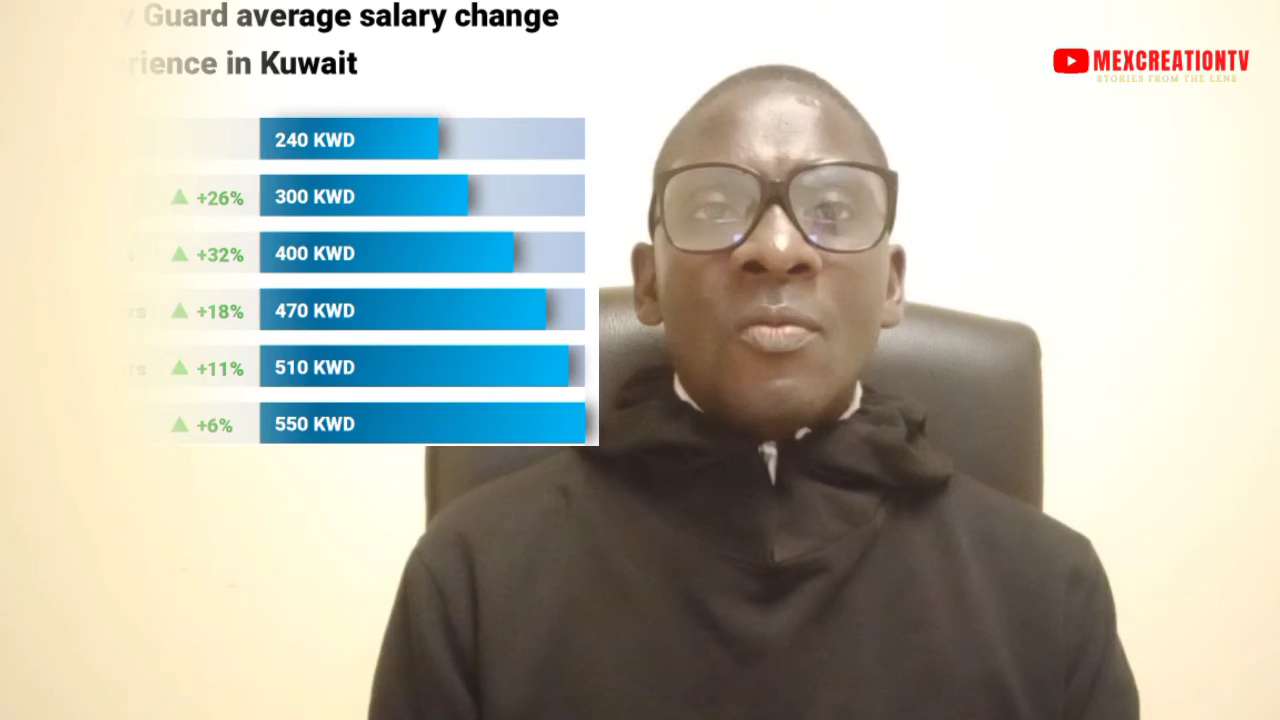 Guard average salary change
in Kuwait
240 KWD
+26% 300 KWD
+32% 400 KWD
+18% 470 KWD
+11% 510 KWD
+6% 550 KWD
MEXCREATIONTV
STORIES FROM THE LENS